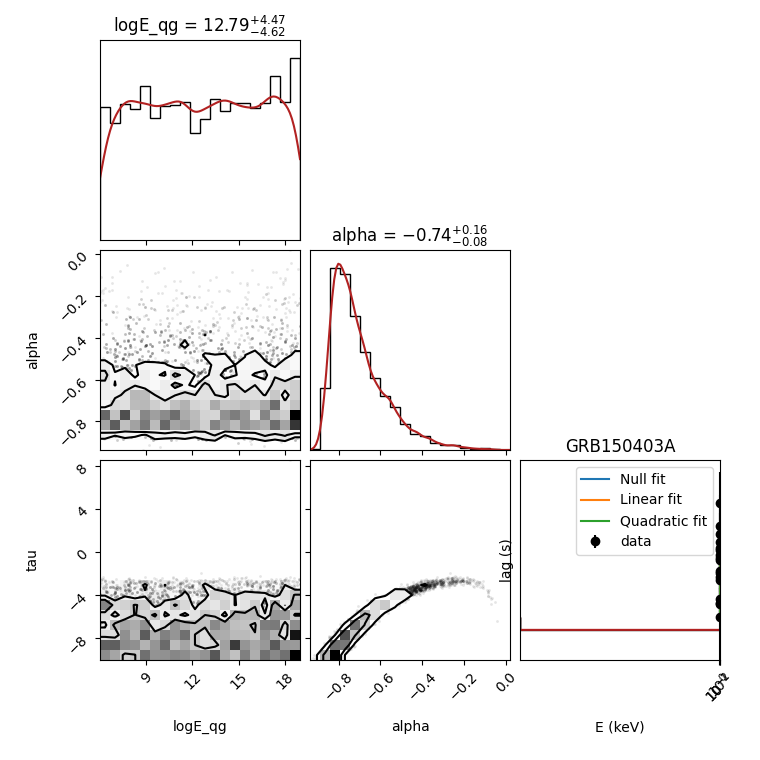 logE_qg = 12.79+4.47−4.62
alpha
0.0
−0.2
−0.4
−0.6
−0.8
alpha = −0.74+0.16−0.08
tau
8
4
0
−4
−8
GRB150403A
lag (s)
Null fit
Linear fit
Quadratic fit
data
9
12
15
18
−0.8
−0.6
−0.4
−0.2
0.0
logE_qg
alpha
E (keV)